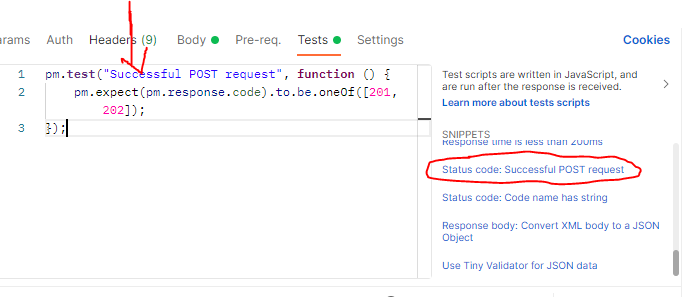 arams Auth Headers (9) Body Pre-req. Tests Settings Cookies
1 pm.test("Successful POST request", function () {
2 pm.expect(pm.response.code).to.be.oneOf([201,
202]);
3 });
Test scripts are written in JavaScript, and
are run after the response is received.
Learn more about tests scripts
SNIPPETS
Response time is less than 200ms
Status code: Successful POST request
Status code: Code name has string
Response body: Convert XML body to a JSON
Object
Use Tiny Validator for JSON data